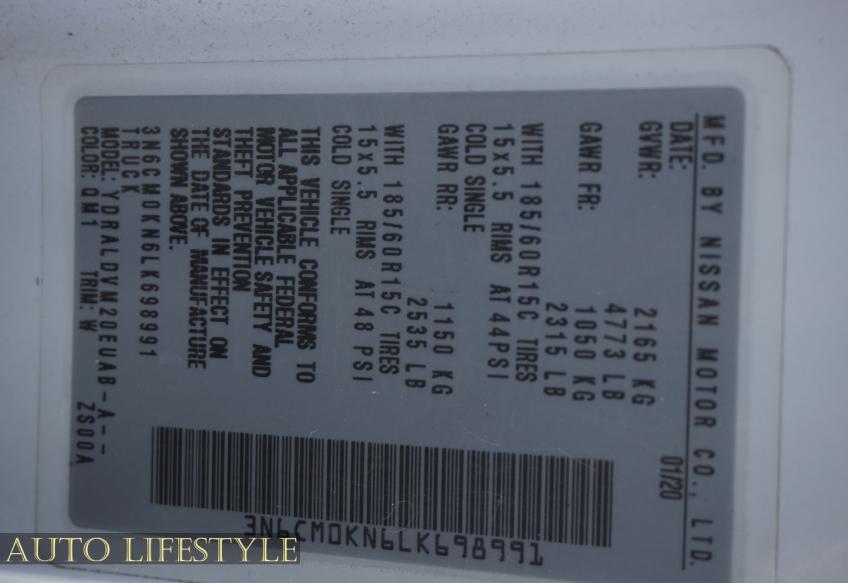 MFD. BY NISSAN MOTOR CO., LTD.
DATE: 01/20
GVWR: 2165 KG
4773 LB
GAWR FR: 1050 KG
2315 LB
WITH 185/60R15C TIRES
15x5.5 RIMS AT 44PSI
COLD SINGLE
GAWR RR: 1150 KG
2535 LB
WITH 185/60R15C TIRES
15x5.5 RIMS AT 48 PSI
COLD SINGLE
THIS VEHICLE CONFORMS TO
ALL APPLICABLE FEDERAL
MOTOR VEHICLE SAFETY AND
THEFT PREVENTION
STANDARDS IN EFFECT ON
THE DATE OF MANUFACTURE
SHOWN ABOVE.
3N6CM0KN6LK698991
TRUCK
MODEL: YDRALDVM20EUAB-A--
COLOR: QM1 TRIM: W ZS00A
3N6CM0KN6LK698991
AUTO LIFESTYLE